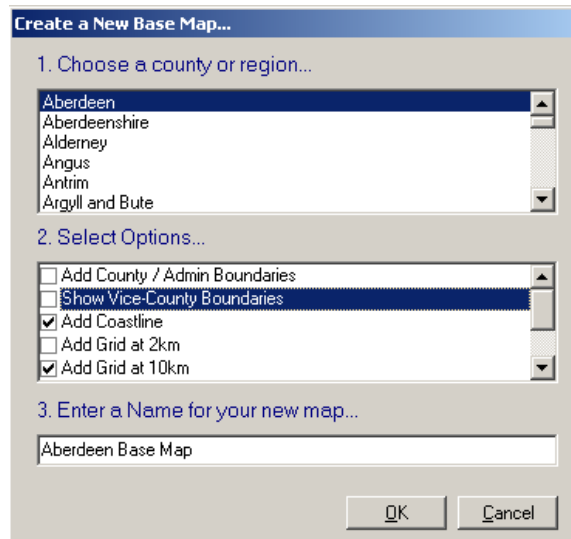 Create a New Base Map...
1. Choose a county or region...
Aberdeen
Aberdeenshire
Alderney
Angus
Antrim
Argyll and Bute
2. Select Options...
Add County / Admin Boundaries
Show Vice-County Boundaries
Add Coastline
Add Grid at 2km
Add Grid at 10km
3. Enter a Name for your new map...
Aberdeen Base Map
OK Cancel